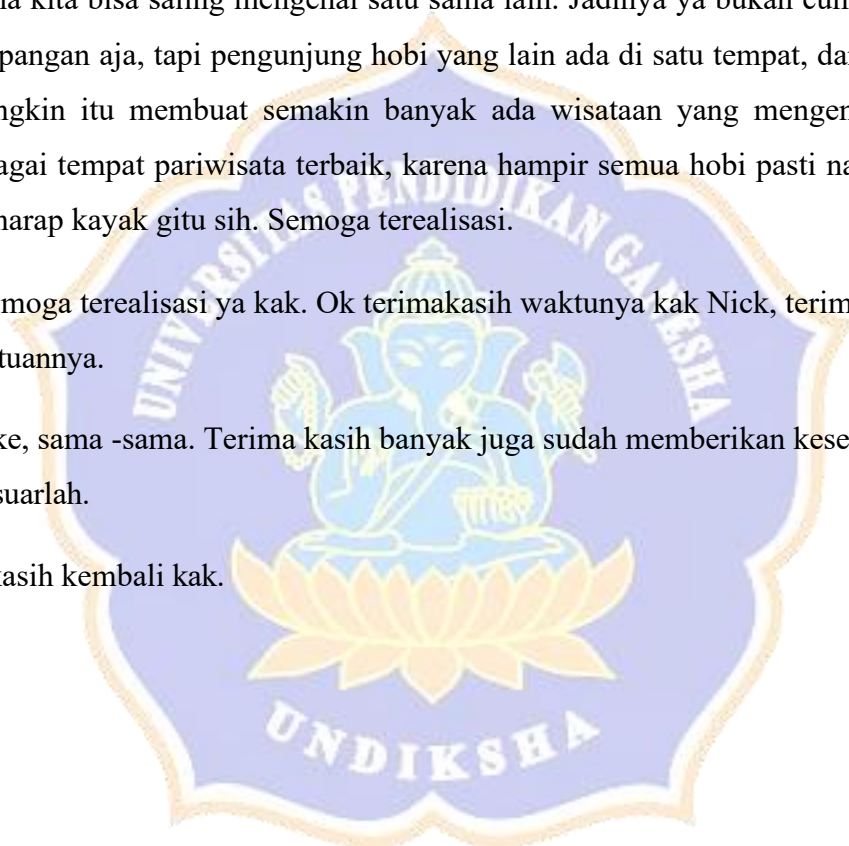 na kita bisa saling mengenal satu sama lain. Jadinya ya bukan cum
pangan aja, tapi pengunjung hobi yang lain ada di satu tempat, dan
ngkin itu membuat semakin banyak ada wisataan yang mengen
agai tempat pariwisata terbaik, karena hampir semua hobi pasti na
harap kayak gitu sih. Semoga terealisasi.
moga terealisasi ya kak. Ok terimakasih waktunya kak Nick, terim
tuannya.
ke, sama -sama. Terima kasih banyak juga sudah memberikan kese
suarlah.
kasih kembali kak.
UNIVERSITAS PENDIDIKAN GANESHA
UNDIKSHA